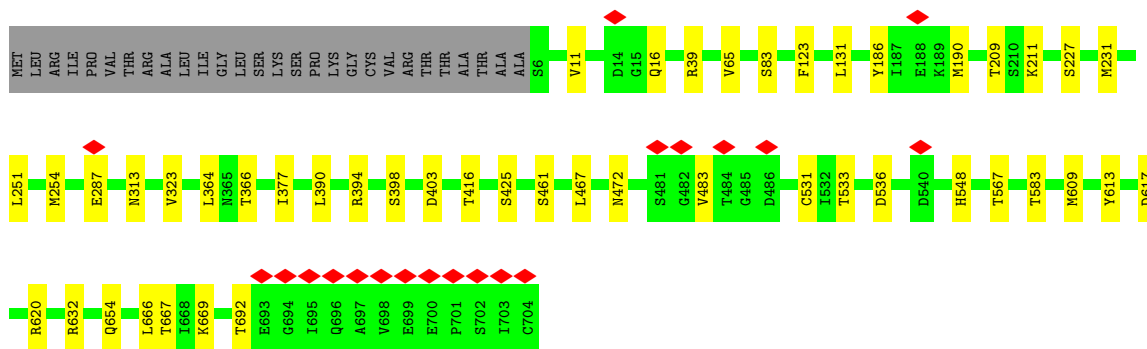 MET LEU ARG ILE PRO VAL THR ARG ALA LEU ILE GLY LEU SER LYS SER PRO LYS GLY CYS VAL ARG THR THR ALA THR ALA ALA S6 V11 D14 G15 Q16 R39 V65 S83 F123 L131 Y186 I187 E188 K189 M190 T209 S210 K211 S227 M231
L251 M254 E287 N313 V323 L364 N365 T366 I377 L390 R394 S398 D403 T416 S425 S461 L467 N472 S481 G482 V483 T484 G485 D486 C531 I532 T533 D536 D540 H548 T567 T583 M609 Y613 D617
R620 R632 Q654 L666 T667 I668 K669 T692 E693 G694 I695 Q696 A697 V698 E699 E700 P701 S702 I703 C704